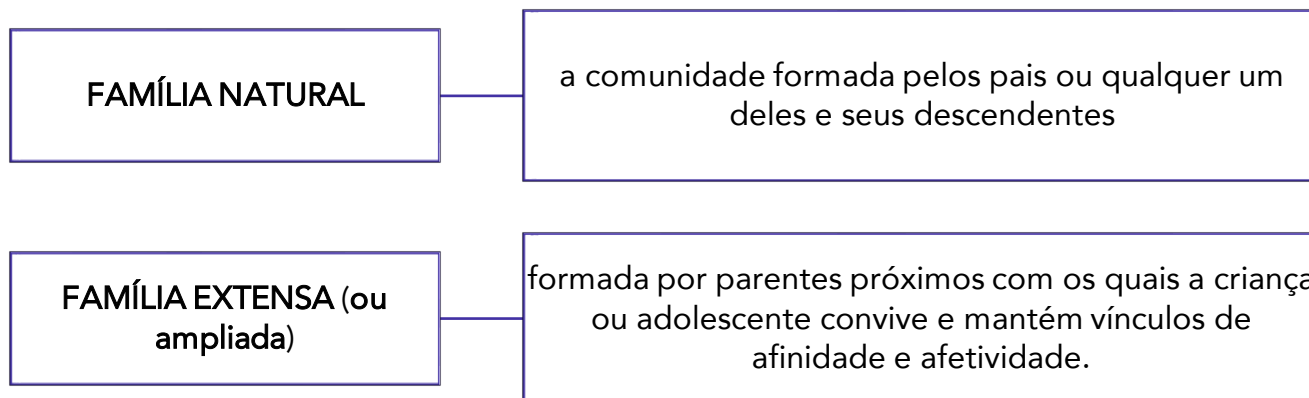 FAMÍLIA NATURAL
a comunidade formada pelos pais ou qualquer um
deles e seus descendentes
FAMÍLIA EXTENSA (ou
ampliada)
formada por parentes próximos com os quais a criança
ou adolescente convive e mantém vínculos de
afinidade e afetividade.